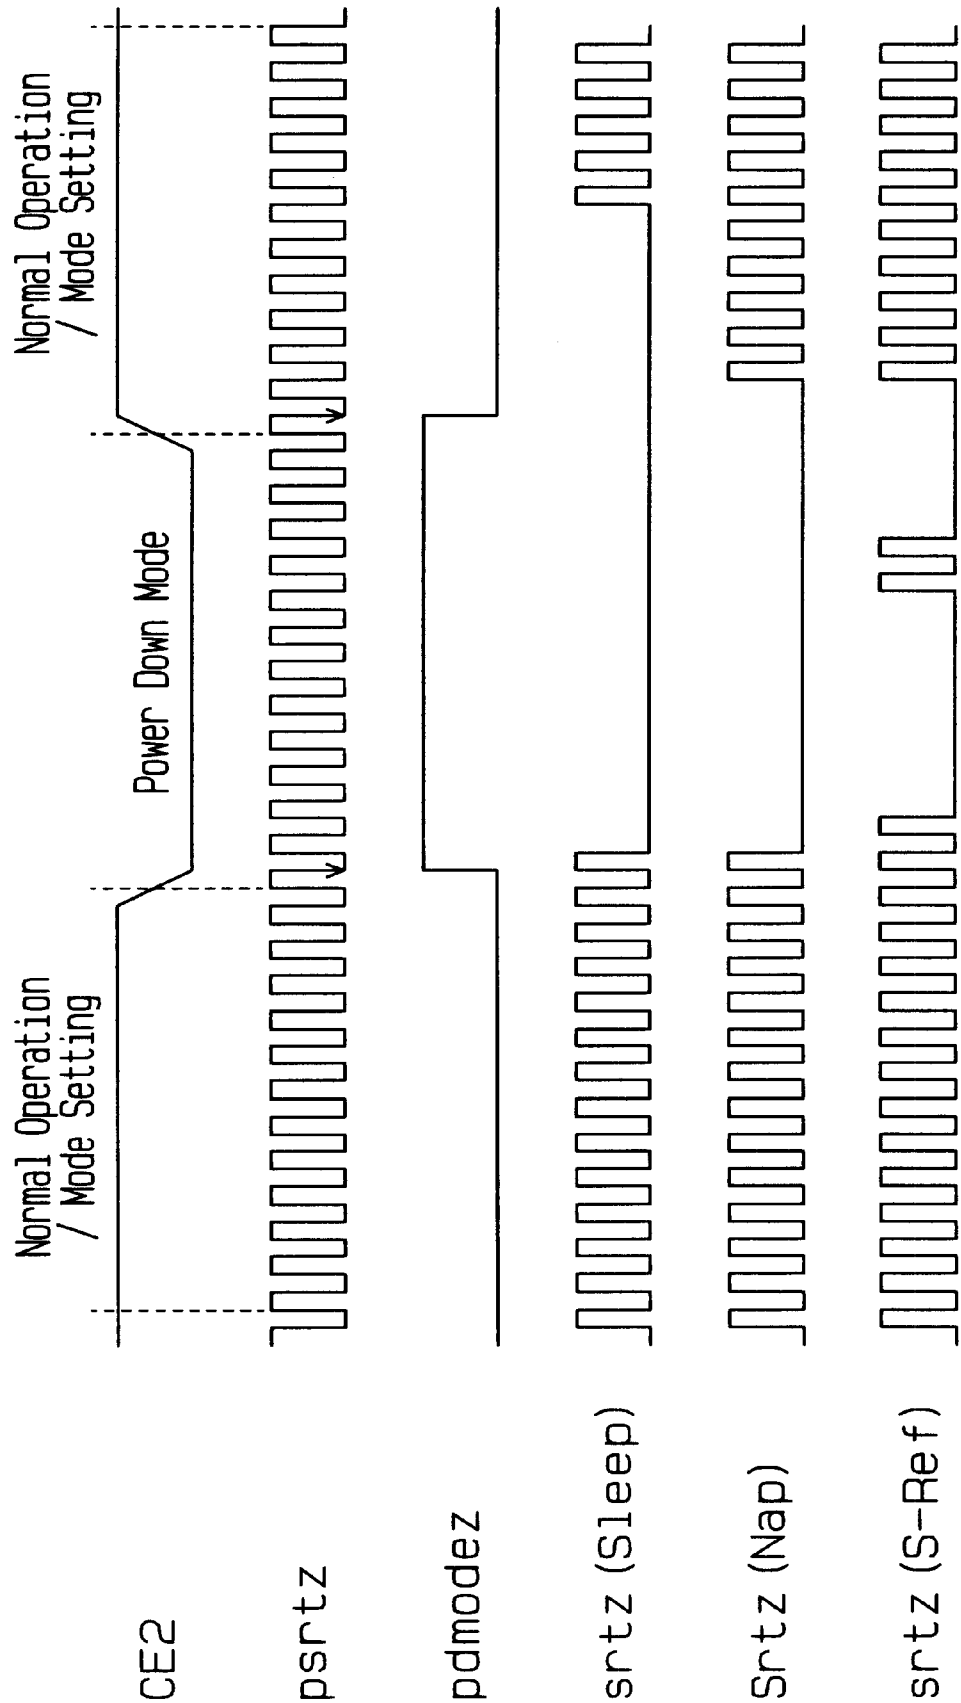 Normal Operation
/ Mode Setting
Power Down Mode
Normal Operation
/ Mode Setting
CE2
psrtz
pdmodez
srtz (Sleep)
Srtz (Nap)
srtz (S-Ref)